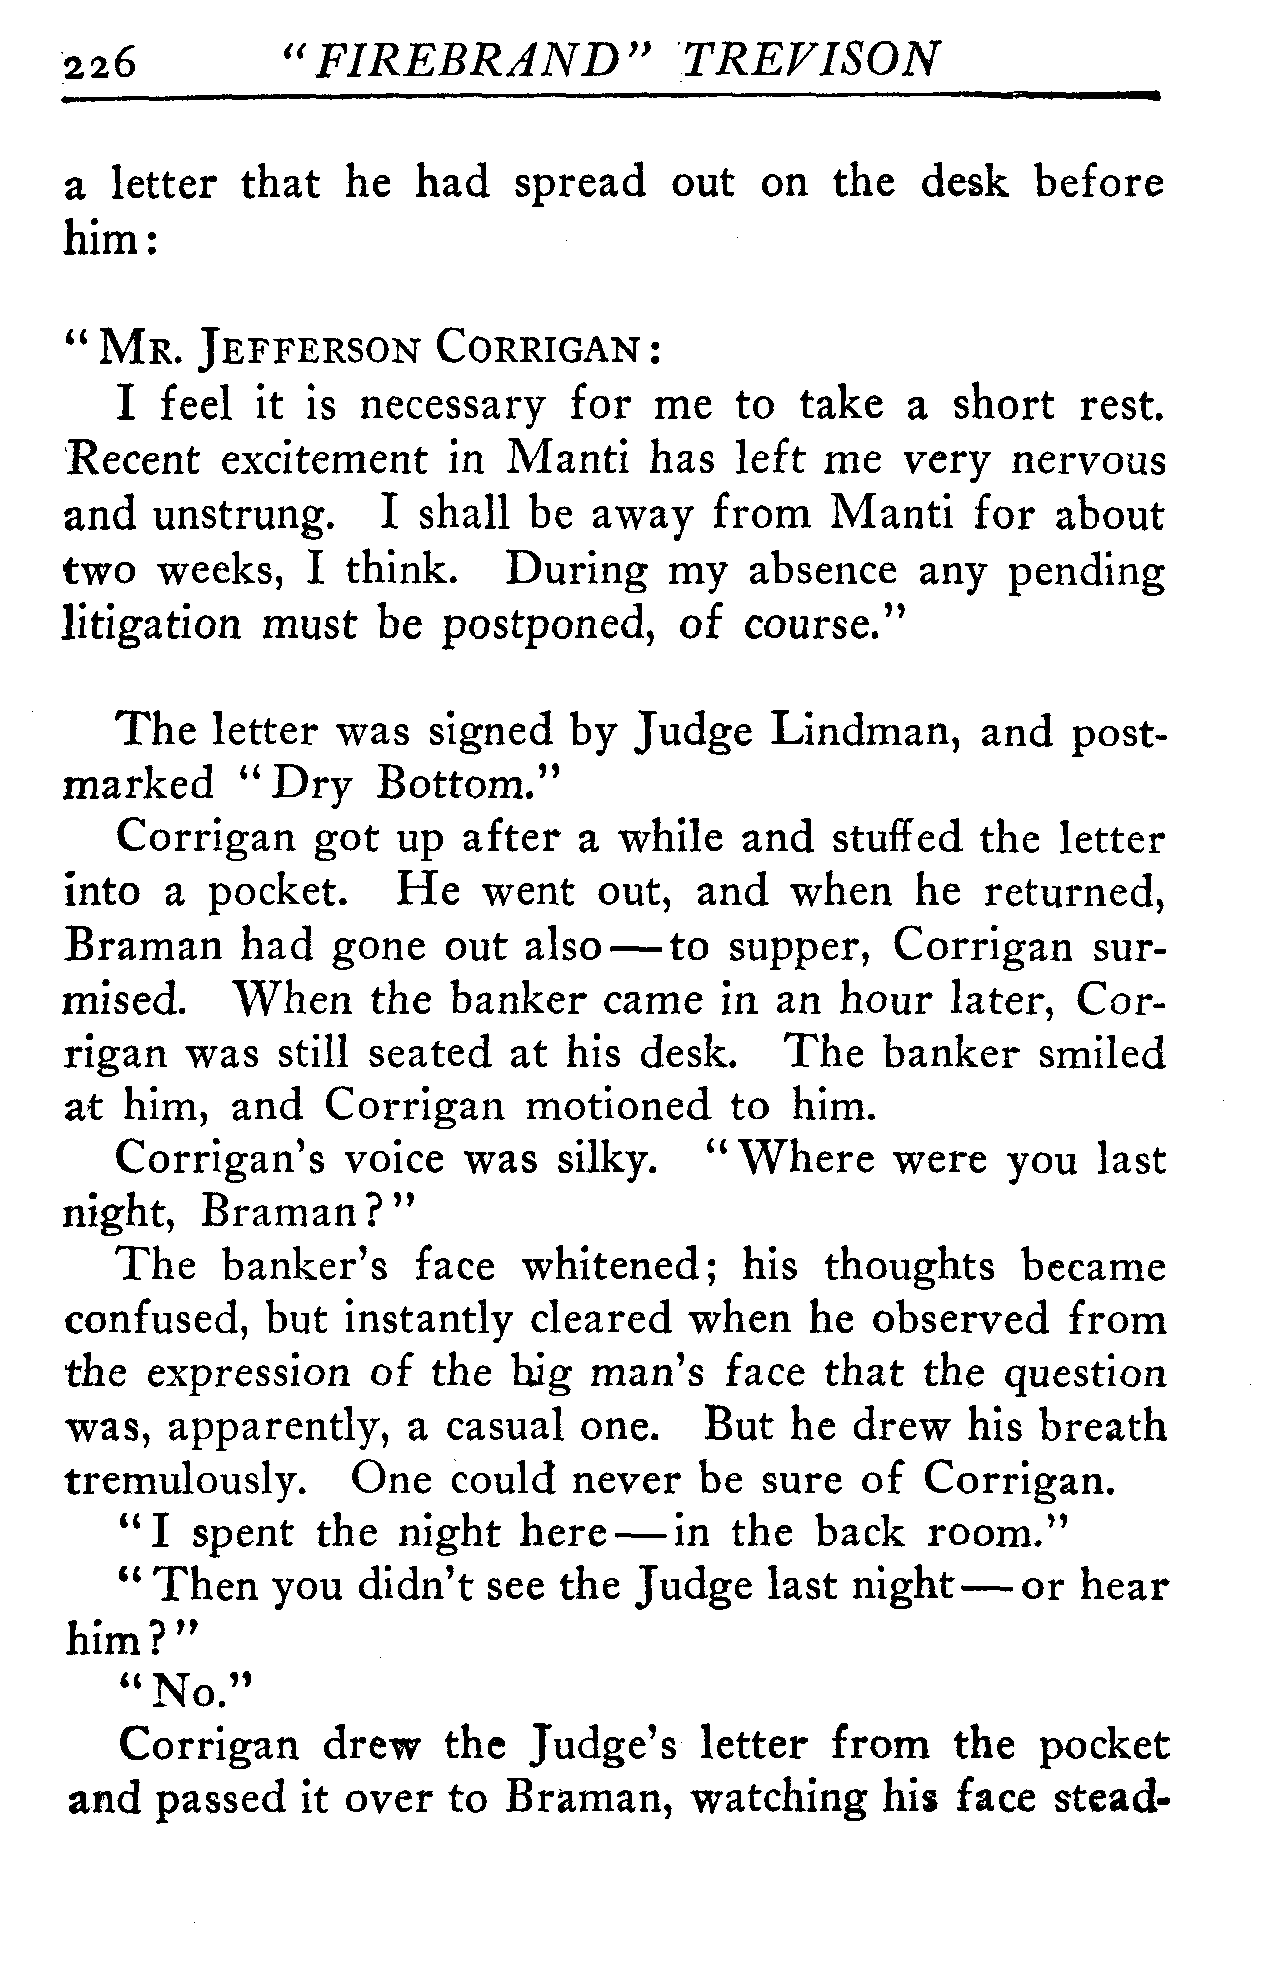 226 "FIREBRAND" TREVISON
a letter that he had spread out on the desk before
him:
"MR. JEFFERSON CORRIGAN:
I feel it is necessary for me to take a short rest.
Recent excitement in Manti has left me very nervous
and unstrung. I shall be away from Manti for about
two weeks, I think. During my absence any pending
litigation must be postponed, of course."
The letter was signed by Judge Lindman, and post-
marked "Dry Bottom."
Corrigan got up after a while and stuffed the letter
into a pocket. He went out, and when he returned,
Braman had gone out also—to supper, Corrigan sur-
mised. When the banker came in an hour later, Cor-
rigan was still seated at his desk. The banker smiled
at him, and Corrigan motioned to him.
Corrigan's voice was silky. "Where were you last
night, Braman?"
The banker's face whitened; his thoughts became
confused, but instantly cleared when he observed from
the expression of the big man's face that the question
was, apparently, a casual one. But he drew his breath
tremulously. One could never be sure of Corrigan.
"I spent the night here—in the back room."
"Then you didn't see the Judge last night—or hear
him?"
"No."
Corrigan drew the Judge's letter from the pocket
and passed it over to Braman, watching his face stead-